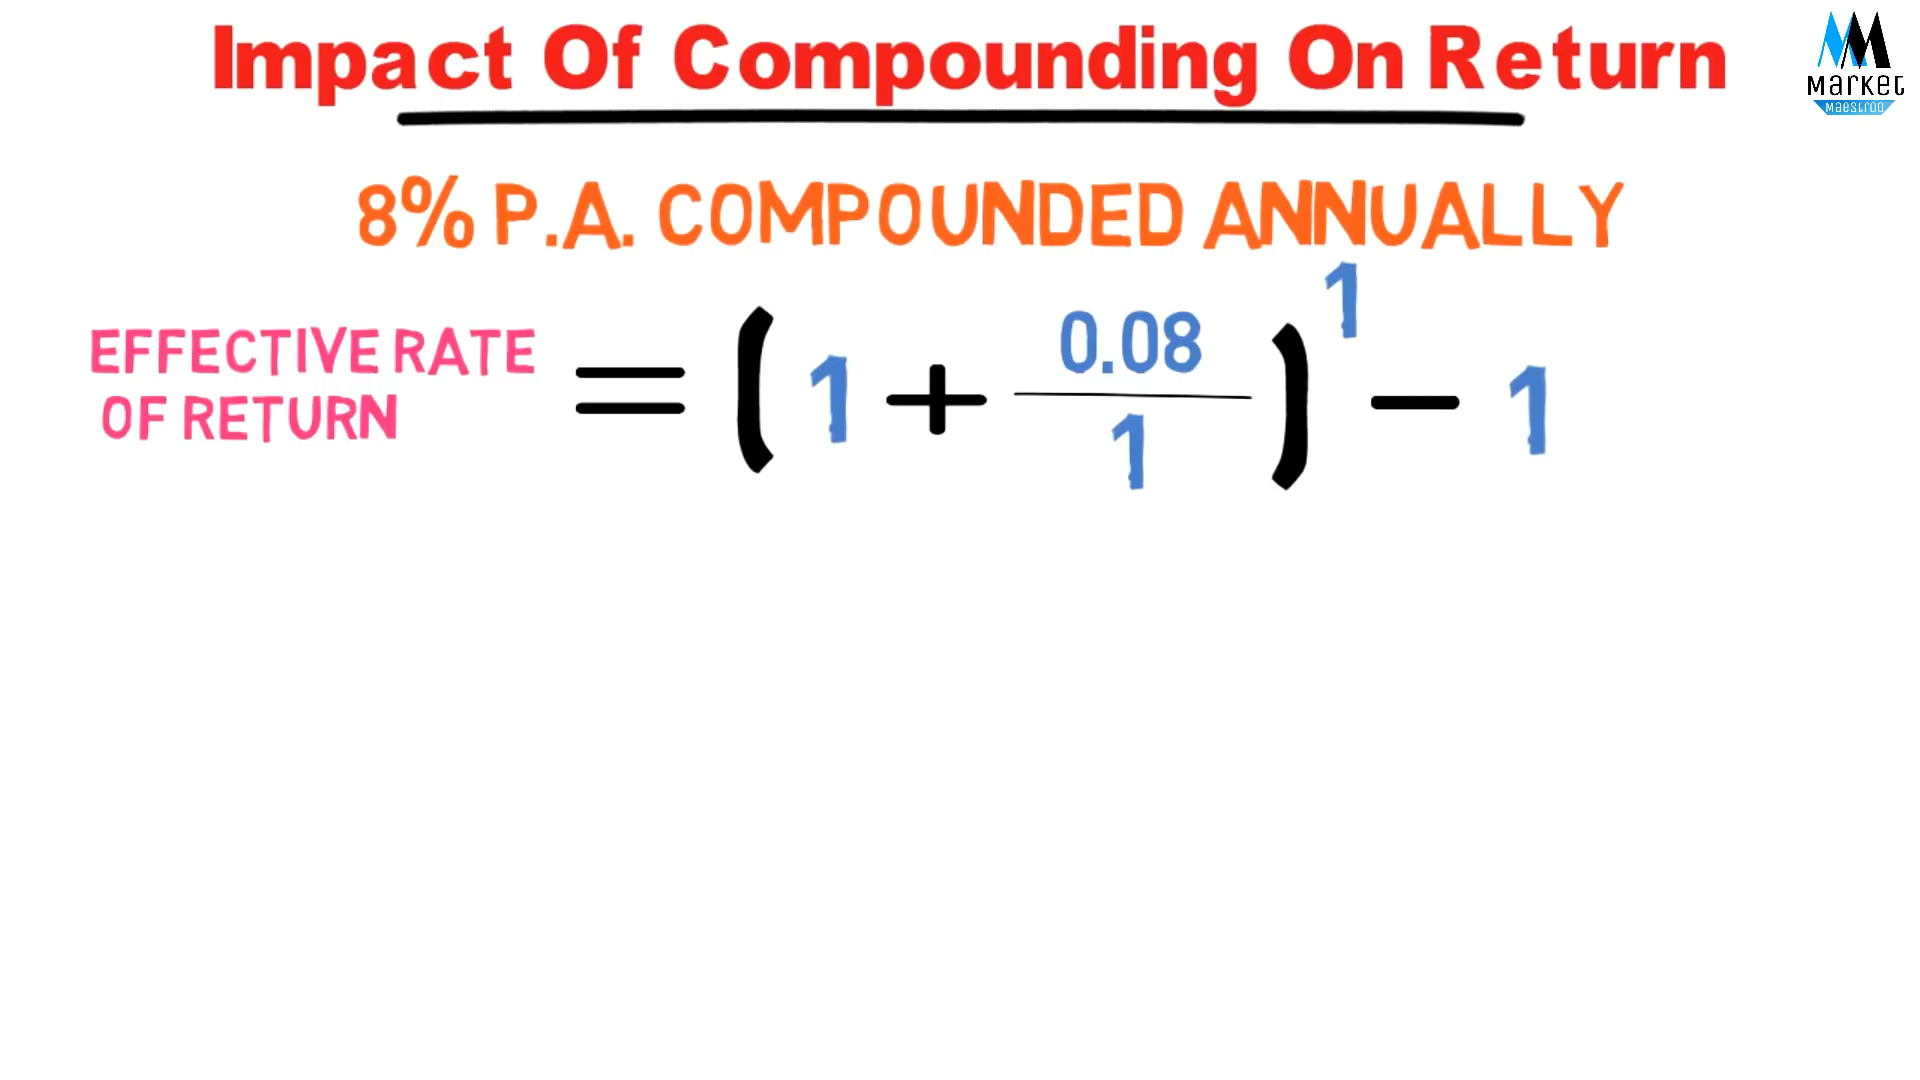 Impact Of Compounding On Return
Market
Maestroo
8% P.A. COMPOUNDED ANNUALLY
EFFECTIVE RATE
OF RETURN
= ( 1 + 0.08 / 1 )^1 - 1